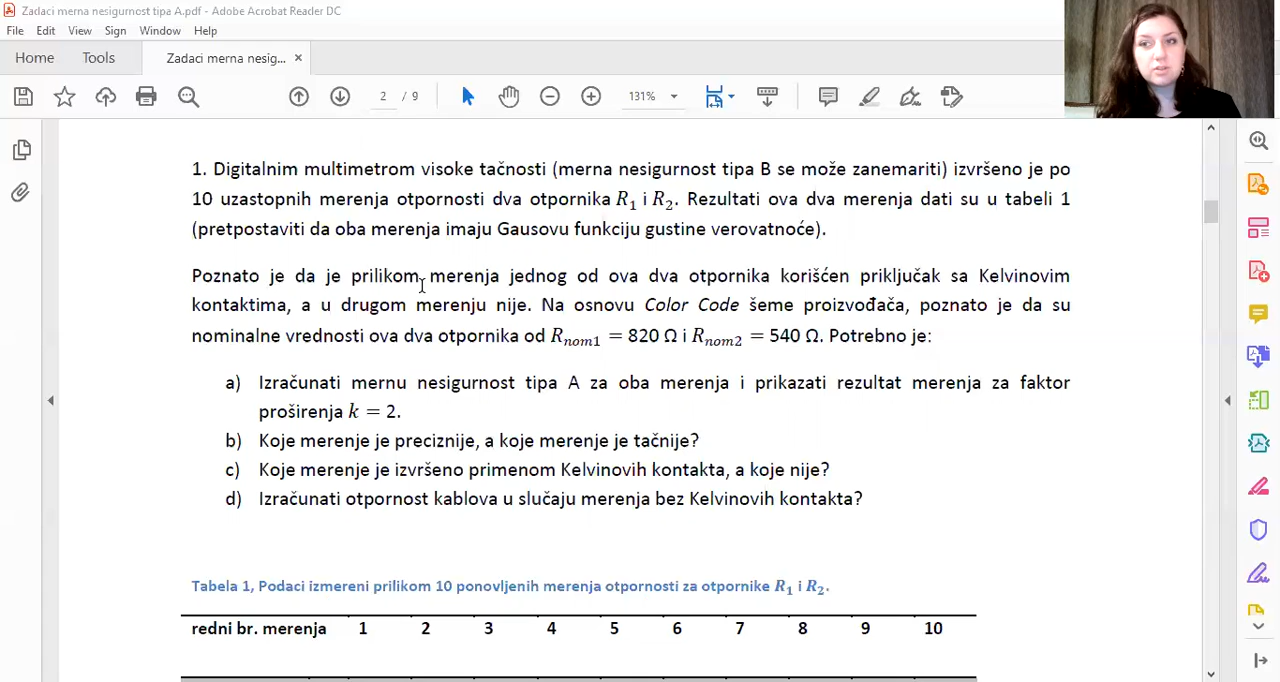 Zadaci merna nesigurnost tipa A.pdf - Adobe Acrobat Reader DC
File Edit View Sign Window Help
Home Tools Zadaci merna nesig... ×
2 / 9 131%
1. Digitalnim multimetrom visoke tačnosti (merna nesigurnost tipa B se može zanemariti) izvršeno je po
10 uzastopnih merenja otpornosti dva otpornika R₁ i R₂. Rezultati ova dva merenja dati su u tabeli 1
(pretpostaviti da oba merenja imaju Gausovu funkciju gustine verovatnoće).
Poznato je da je prilikom merenja jednog od ova dva otpornika korišćen priključak sa Kelvinovim
kontaktima, a u drugom merenju nije. Na osnovu Color Code šeme proizvođača, poznato je da su
nominalne vrednosti ova dva otpornika od Rₙₒₘ₁ = 820 Ω i Rₙₒₘ₂ = 540 Ω. Potrebno je:
a) Izračunati mernu nesigurnost tipa A za oba merenja i prikazati rezultat merenja za faktor
proširenja k = 2.
b) Koje merenje je preciznije, a koje merenje je tačnije?
c) Koje merenje je izvršeno primenom Kelvinovih kontakta, a koje nije?
d) Izračunati otpornost kablova u slučaju merenja bez Kelvinovih kontakta?
Tabela 1, Podaci izmereni prilikom 10 ponovljenih merenja otpornosti za otpornike R₁ i R₂.
redni br. merenja 1 2 3 4 5 6 7 8 9 10